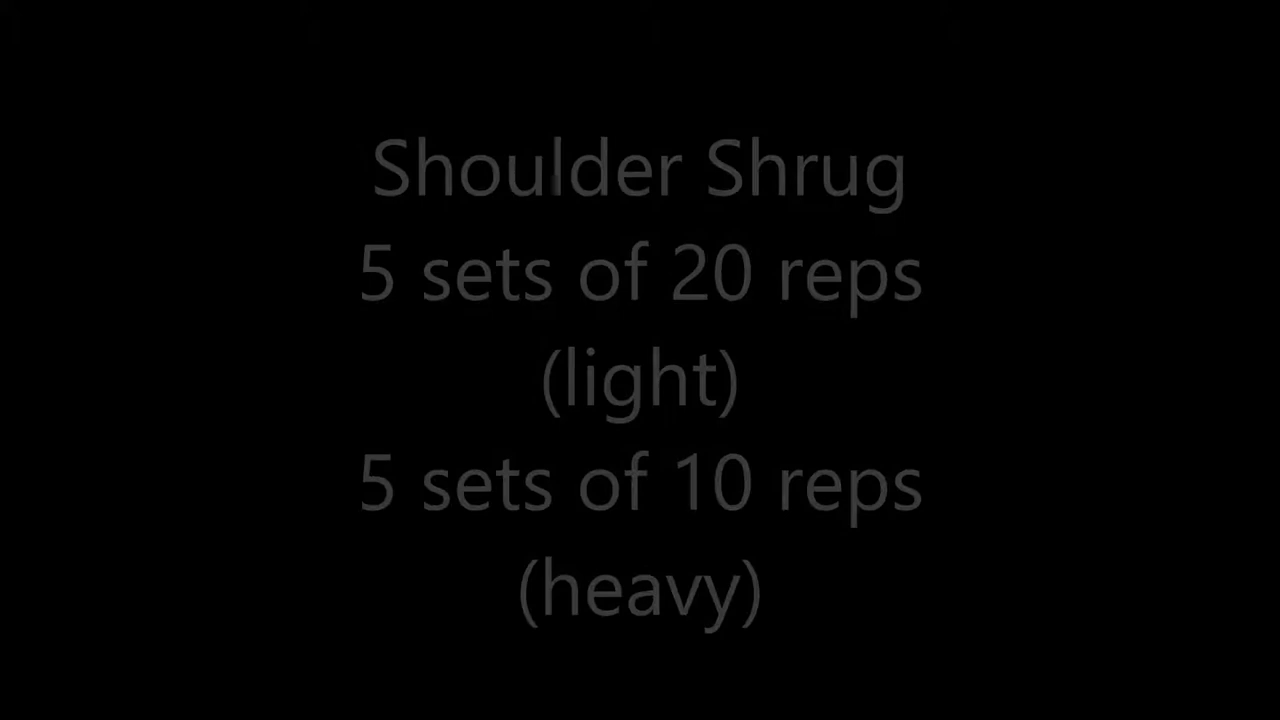 Shoulder Shrug
5 sets of 20 reps
(light)
5 sets of 10 reps
(heavy)